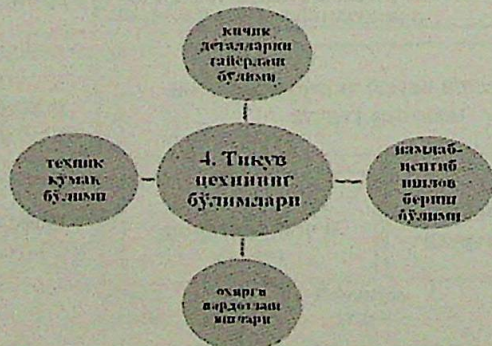 кичик
деталларни
тайёрлаш
бўлими
техник
кўмак
бўлими
4. Тикув
цехининг
бўлимлари
намлаб-
иситиб
ишлов
бериш
бўлими
охирги
пардозлаш
ишлари